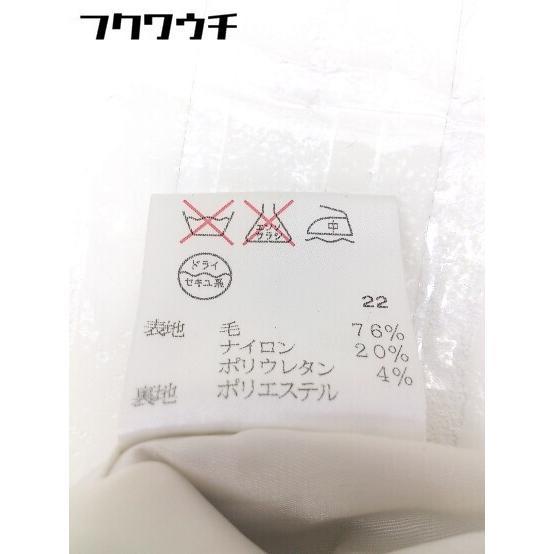 フクワウチ
エンソ
サラシ
中
ドライ
セキユ系
22
表地 毛 76%
ナイロン 20%
ポリウレタン 4%
裏地 ポリエステル